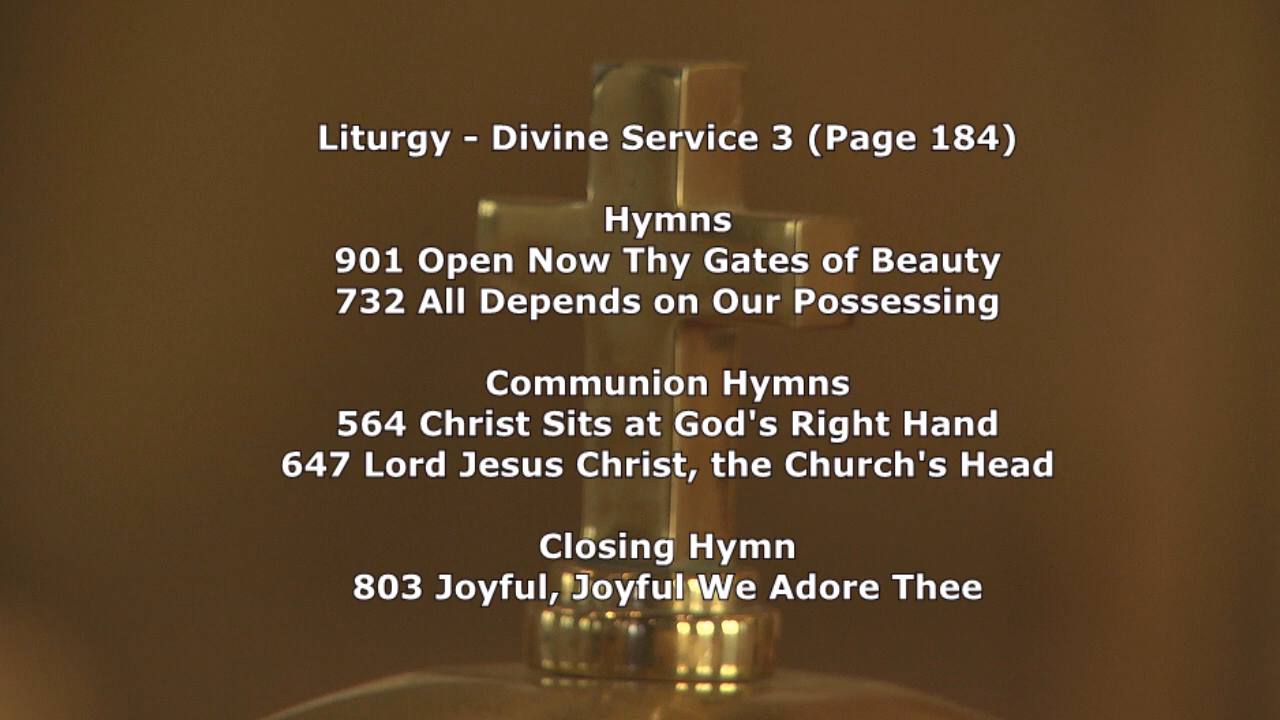 Liturgy - Divine Service 3 (Page 184)
Hymns
901 Open Now Thy Gates of Beauty
732 All Depends on Our Possessing
Communion Hymns
564 Christ Sits at God's Right Hand
647 Lord Jesus Christ, the Church's Head
Closing Hymn
803 Joyful, Joyful We Adore Thee